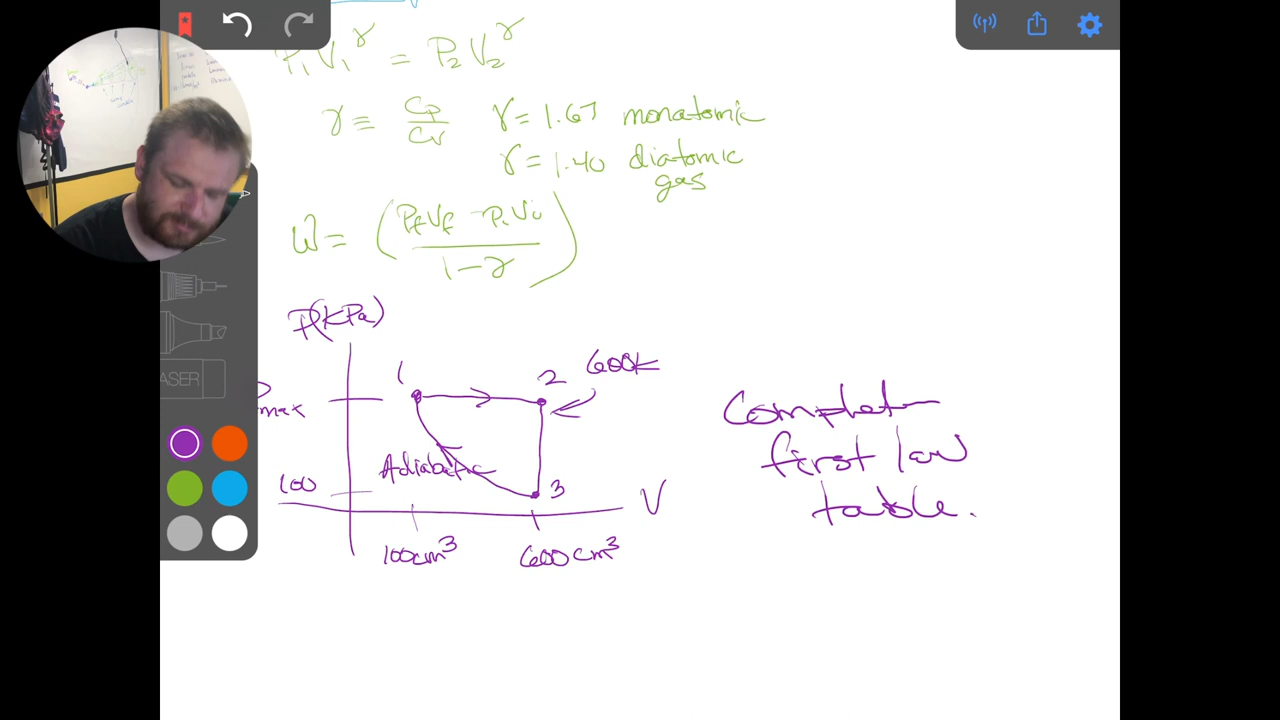 P₁V₁^γ = P₂V₂^γ
γ ≡ Cp/Cv γ = 1.67 monatomic
γ = 1.40 diatomic
gas
W = (PfVf - PiVi / 1-γ)
P(kPa)
1
2
600K
max
Adiabatic
100
3
V
100cm³
600cm³
Complete
first law
table.
ASER